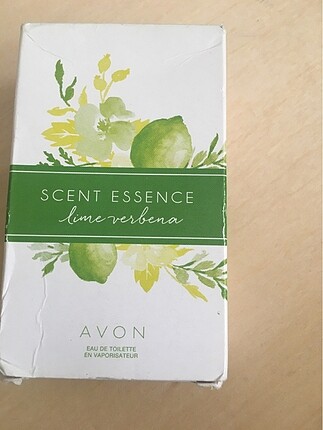 SCENT ESSENCE
lime verbena
AVON
EAU DE TOILETTE
EN VAPORISATEUR